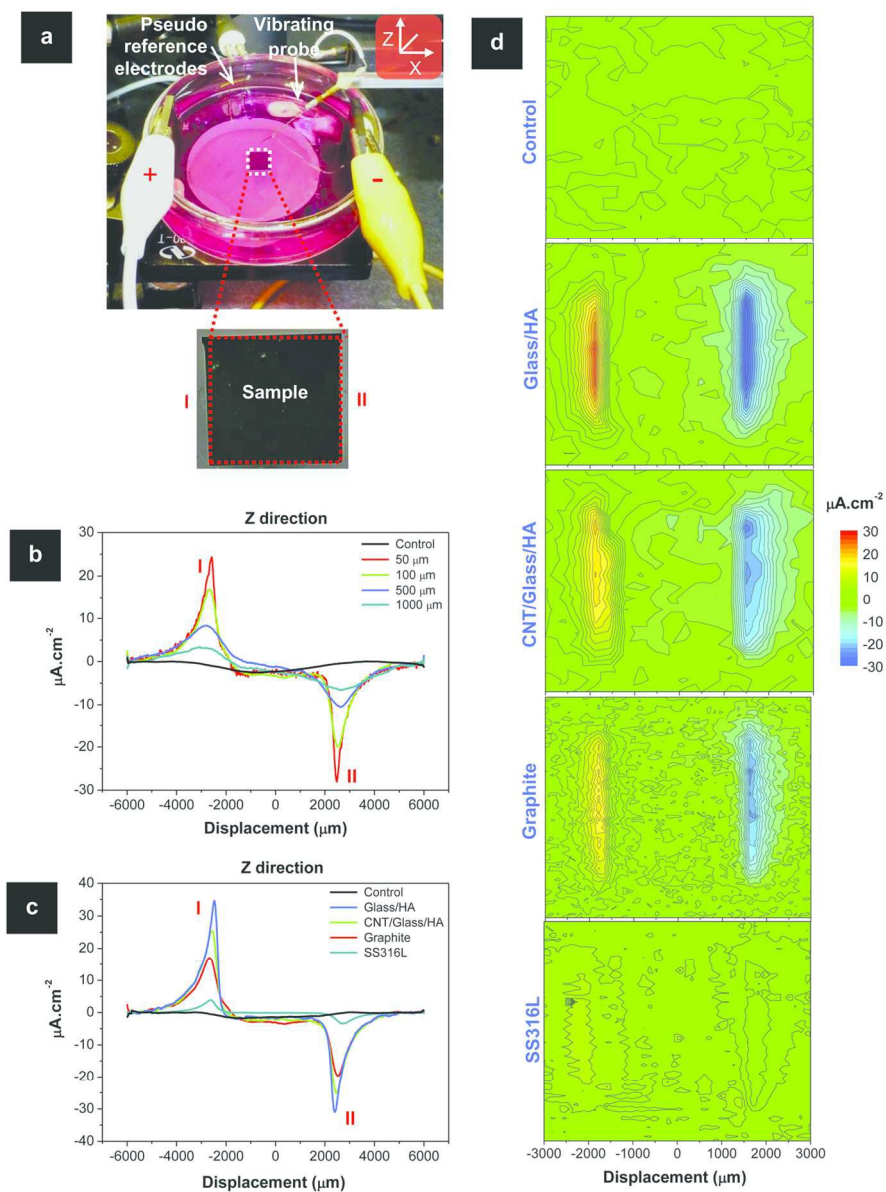 a
Pseudo
reference
electrodes
Vibrating
probe
Z
X
+
-
I
Sample
II
b
Z direction
I
II
Control
50 µm
100 µm
500 µm
1000 µm
µA.cm
30
20
10
0
-10
-20
-30
-6000 -4000 -2000 0 2000 4000 6000
Displacement (µm)
c
Z direction
I
II
Control
Glass/HA
CNT/Glass/HA
Graphite
SS316L
µA.cm
40
30
20
10
0
-10
-20
-30
-40
-6000 -4000 -2000 0 2000 4000 6000
Displacement (µm)
d
Control
Glass/HA
CNT/Glass/HA
Graphite
SS316L
-3000 -2000 -1000 0 1000 2000 3000
Displacement (µm)
µA.cm⁻²
30
20
10
0
-10
-20
-30